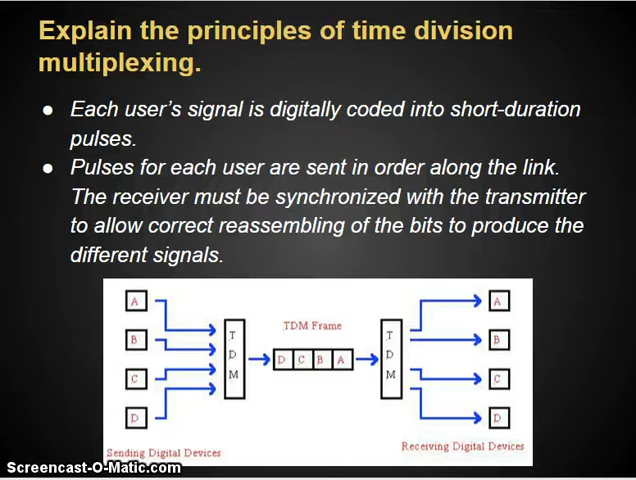 Explain the principles of time division
multiplexing.
● Each user's signal is digitally coded into short-duration
pulses.
● Pulses for each user are sent in order along the link.
The receiver must be synchronized with the transmitter
to allow correct reassembling of the bits to produce the
different signals.
A
B
C
D
T
D
M
TDM Frame
D C B A
T
D
M
A
B
C
D
Sending Digital Devices
Receiving Digital Devices
Screencast-O-Matic.com